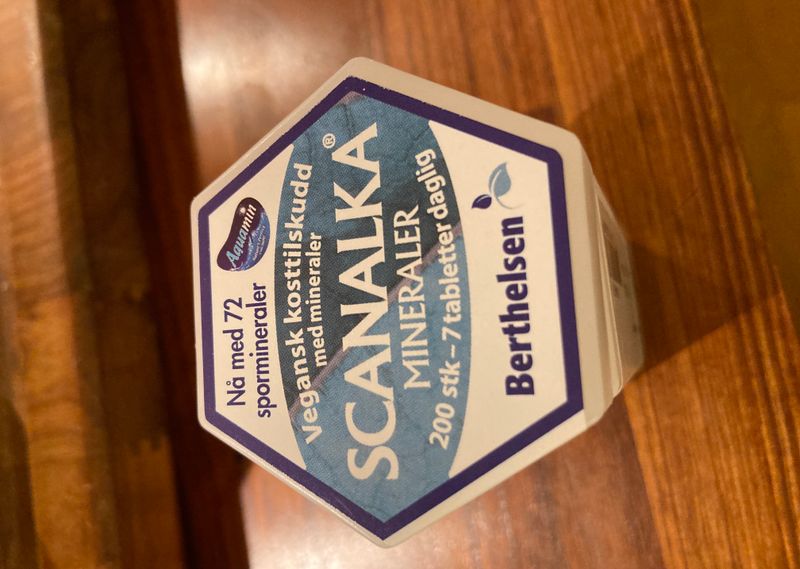 Nå med 72
spormineraler
Aquamin
Vegansk kosttilskudd
med mineraler
SCANALKA®
MINERALER
200 stk – 7 tabletter daglig
Berthelsen